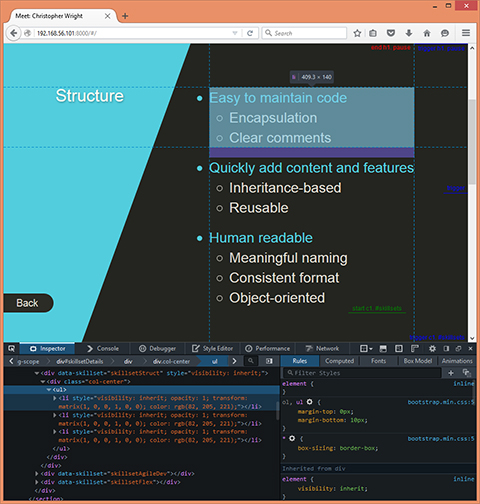 Meet: Christopher Wright
192.168.56.101:8000/#/
Search
Structure
R 409.3 × 140
Easy to maintain code
Encapsulation
Clear comments
Quickly add content and features
Inheritance-based
Reusable
Human readable
Meaningful naming
Consistent format
Object-oriented
Back
Inspector
Console
Debugger
Style Editor
Performance
Network
g-scope
div#skillsetDetails
div
div.col-center
ul
Rules
Computed
Fonts
Box Model
Animations
Filter Styles
<div data-skillset="skillsetStruct" style="visibility: inherit;">
<div class="col-center">
<ul>
<li style="visibility: inherit; opacity: 1; transform:
matrix(1, 0, 0, 1, 0, 0); color: rgb(82, 205, 221);"></li>
<li style="visibility: inherit; opacity: 1; transform:
matrix(1, 0, 0, 1, 0, 0); color: rgb(82, 205, 221);"></li>
<li style="visibility: inherit; opacity: 1; transform:
matrix(1, 0, 0, 1, 0, 0); color: rgb(82, 205, 221);"></li>
</ul>
</div>
</div>
<div data-skillset="skillsetAgileDev"></div>
<div data-skillset="skillsetFlex"></div>
</section>
element {
inline
}
ol, ul {
bootstrap.min.css:5
margin-top: 0px;
margin-bottom: 10px;
}
* {
bootstrap.min.css:5
box-sizing: border-box;
}
Inherited from div
element {
inline
visibility: inherit;